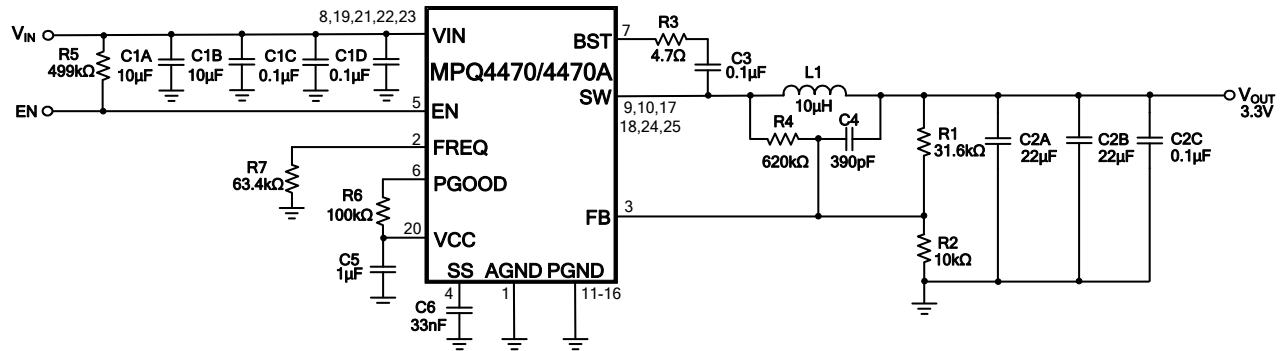 8,19,21,22,23
VIN
R5
499kΩ
C1A
10µF
C1B
10µF
C1C
0.1µF
C1D
0.1µF
EN
VIN
MPQ4470/4470A
BST
7
R3
4.7Ω
C3
0.1µF
SW
9,10,17
18,24,25
L1
10µH
R4
620kΩ
C4
390pF
R1
31.6kΩ
C2A
22µF
C2B
22µF
C2C
0.1µF
VOUT
3.3V
5
EN
2
FREQ
R7
63.4kΩ
6
PGOOD
R6
100kΩ
20
VCC
C5
1µF
FB
3
R2
10kΩ
SS
AGND
PGND
4
1
11-16
C6
33nF